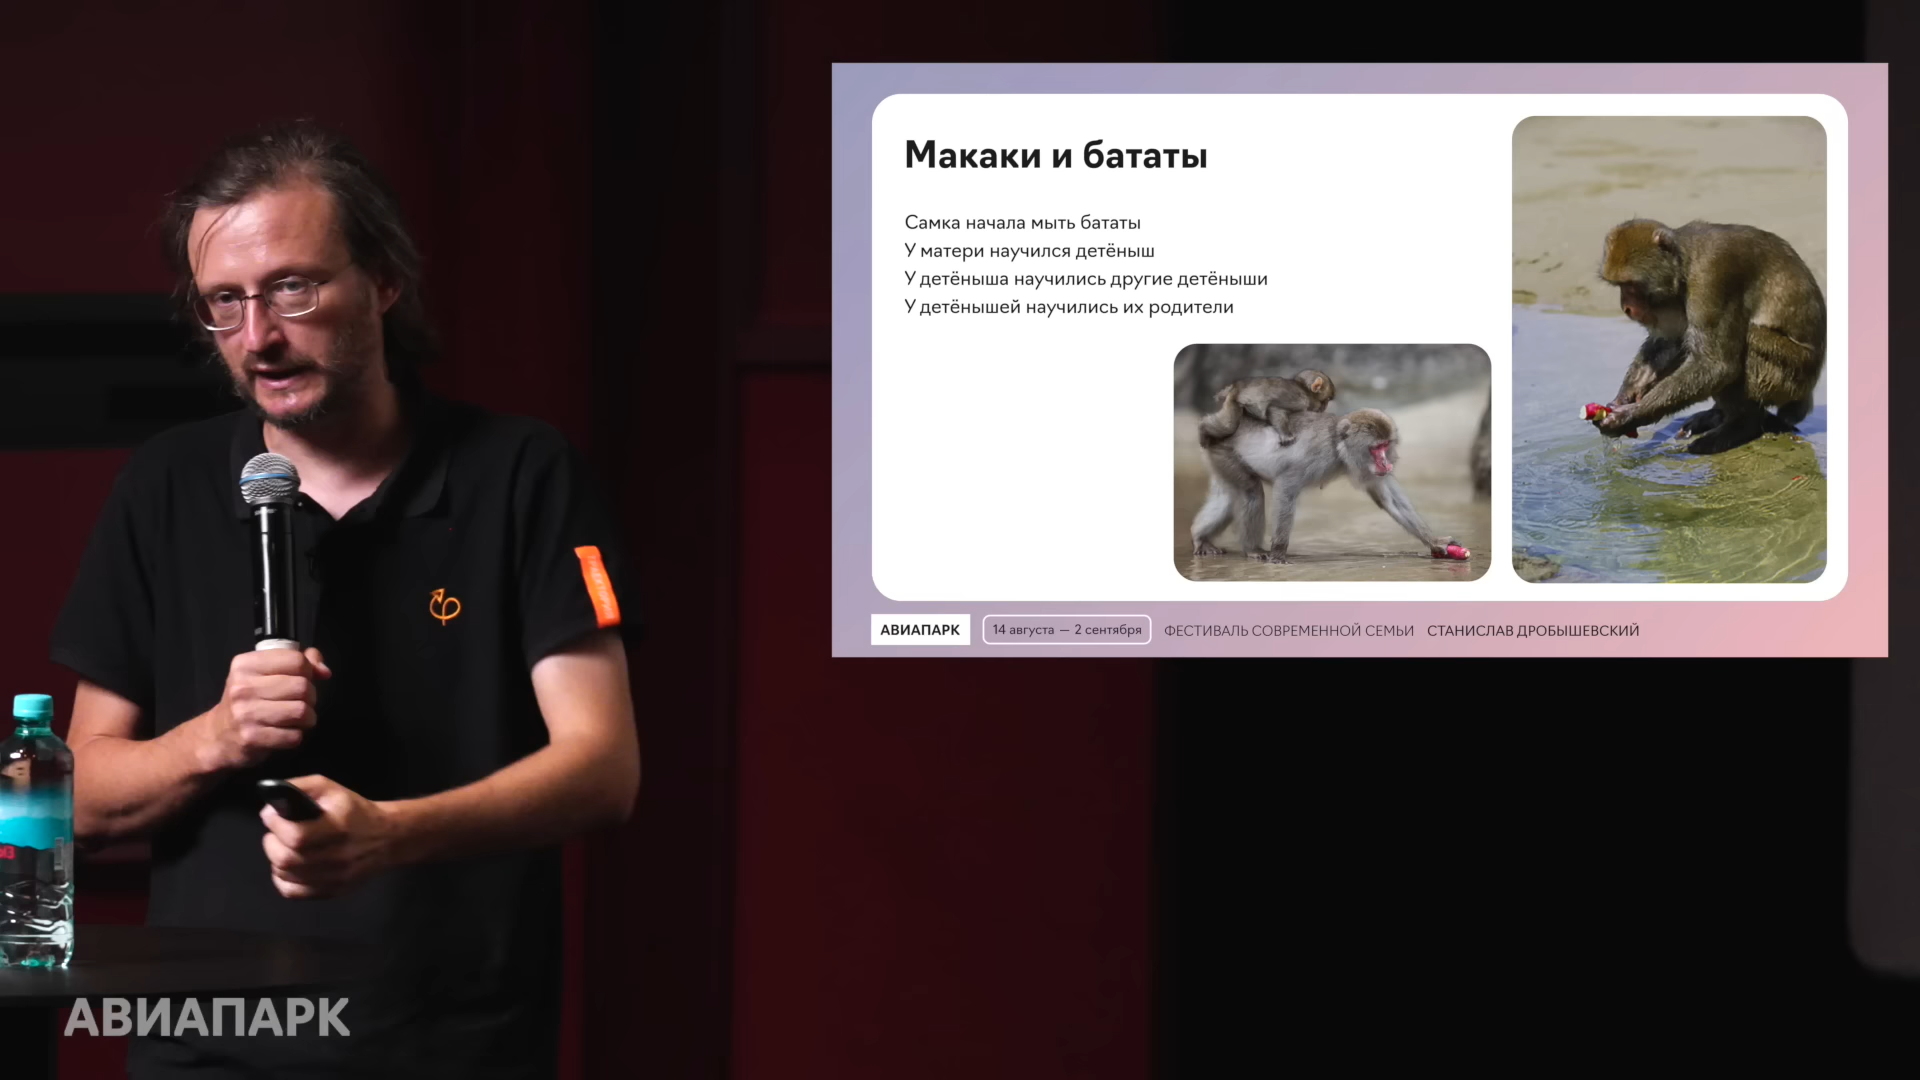 Макаки и бататы
Самка начала мыть бататы
У матери научился детёныш
У детёныша научились другие детёныши
У детёнышей научились их родители
АВИАПАРК
14 августа — 2 сентября
ФЕСТИВАЛЬ СОВРЕМЕННОЙ СЕМЬИ
СТАНИСЛАВ ДРОБЫШЕВСКИЙ
АВИАПАРК